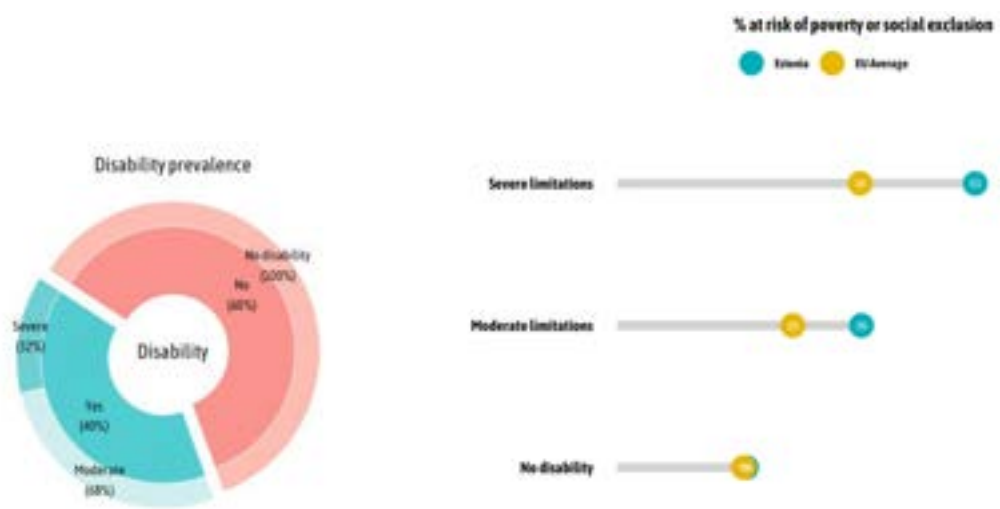 % at risk of poverty or social exclusion
Estonia
EU Average
Disability prevalence
No disability
(100%)
No
(60%)
Severe
(32%)
Disability
Yes
(40%)
Moderate
(68%)
Severe limitations
Moderate limitations
No disability